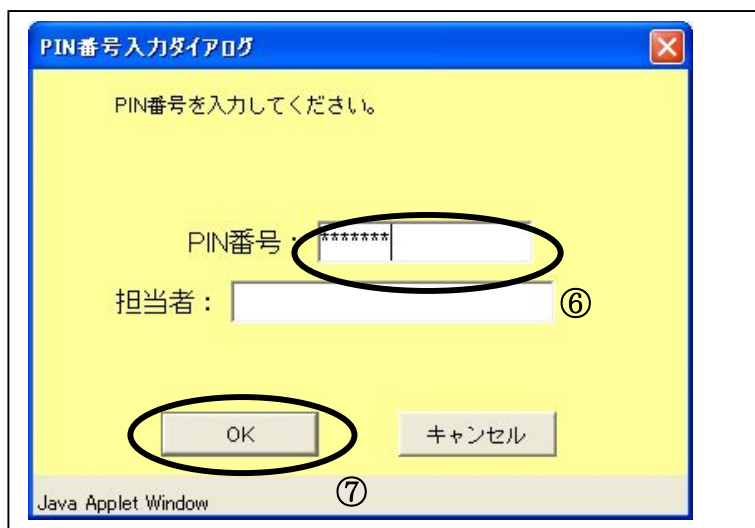 PIN番号入力ダイアログ
PIN番号を入力してください。
PIN番号： *******
担当者：
⑥
OK
キャンセル
⑦
Java Applet Window